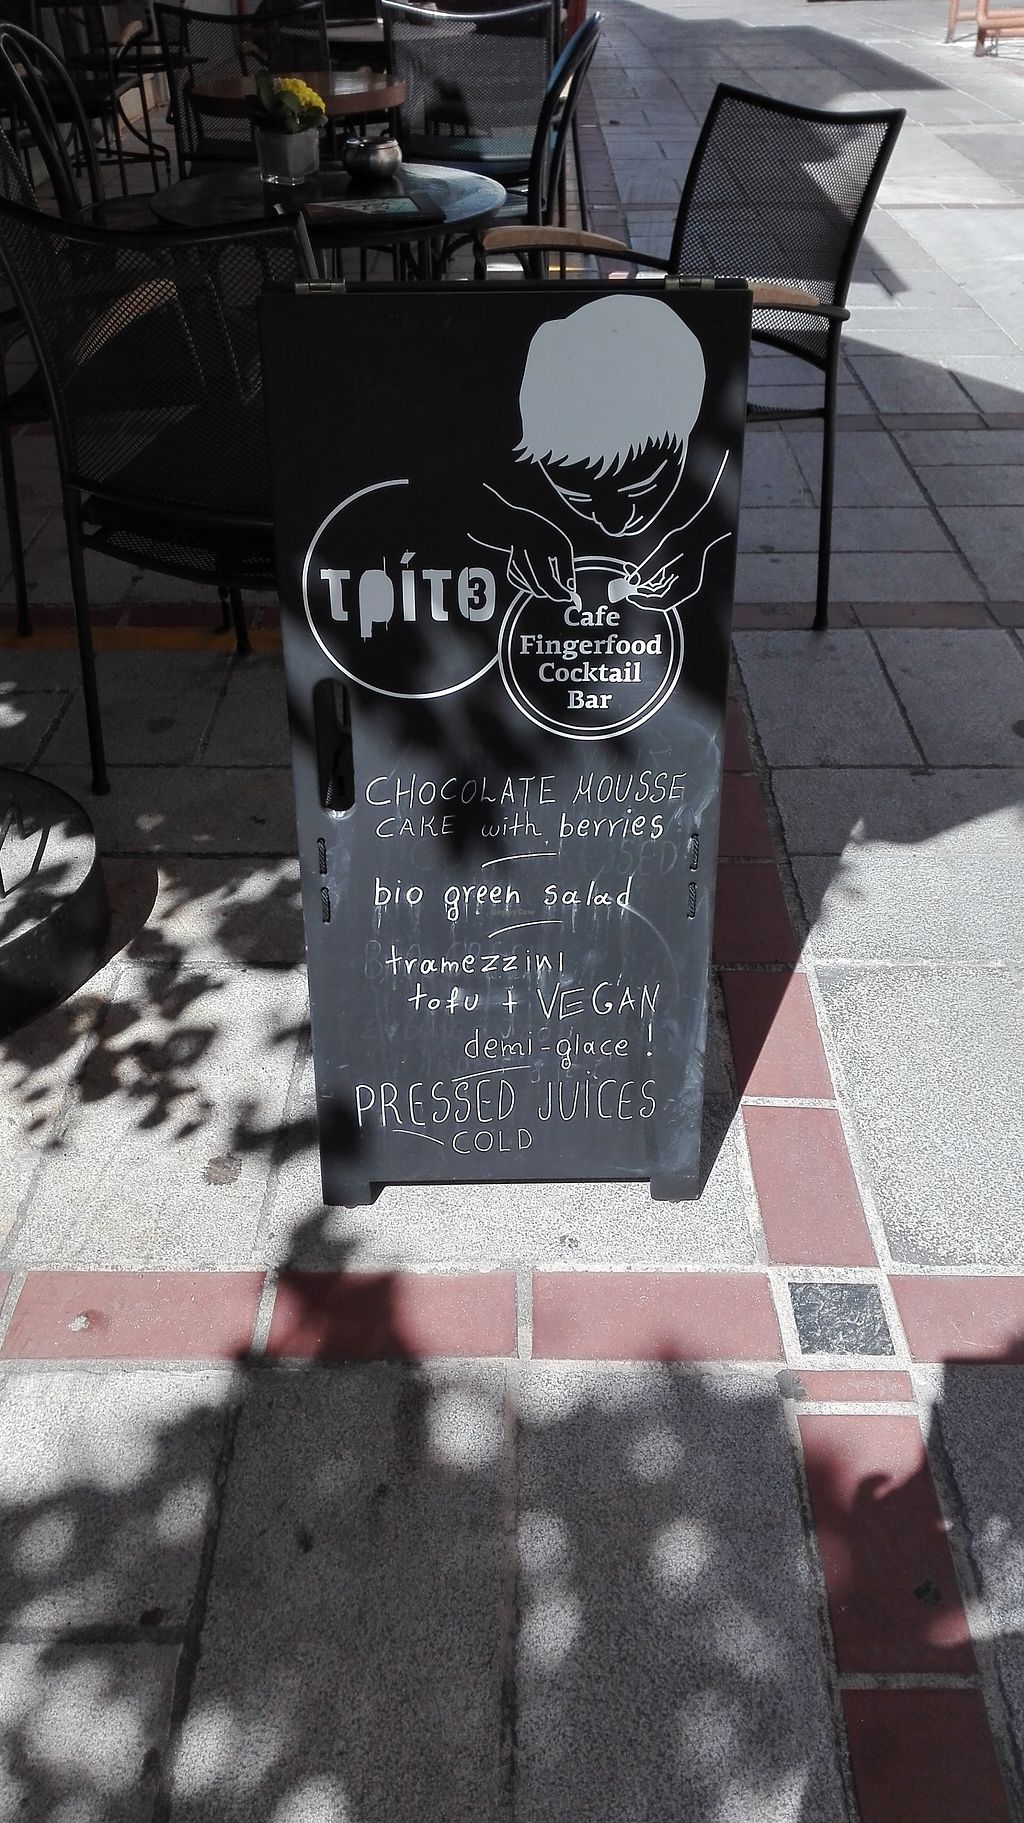 τρίτο
3
Cafe
Fingerfood
Cocktail
Bar
CHOCOLATE MOUSSE
CAKE with berries
bio green salad
HappyCow
tramezzini
tofu + VEGAN
demi-glace !
PRESSED JUICES
COLD